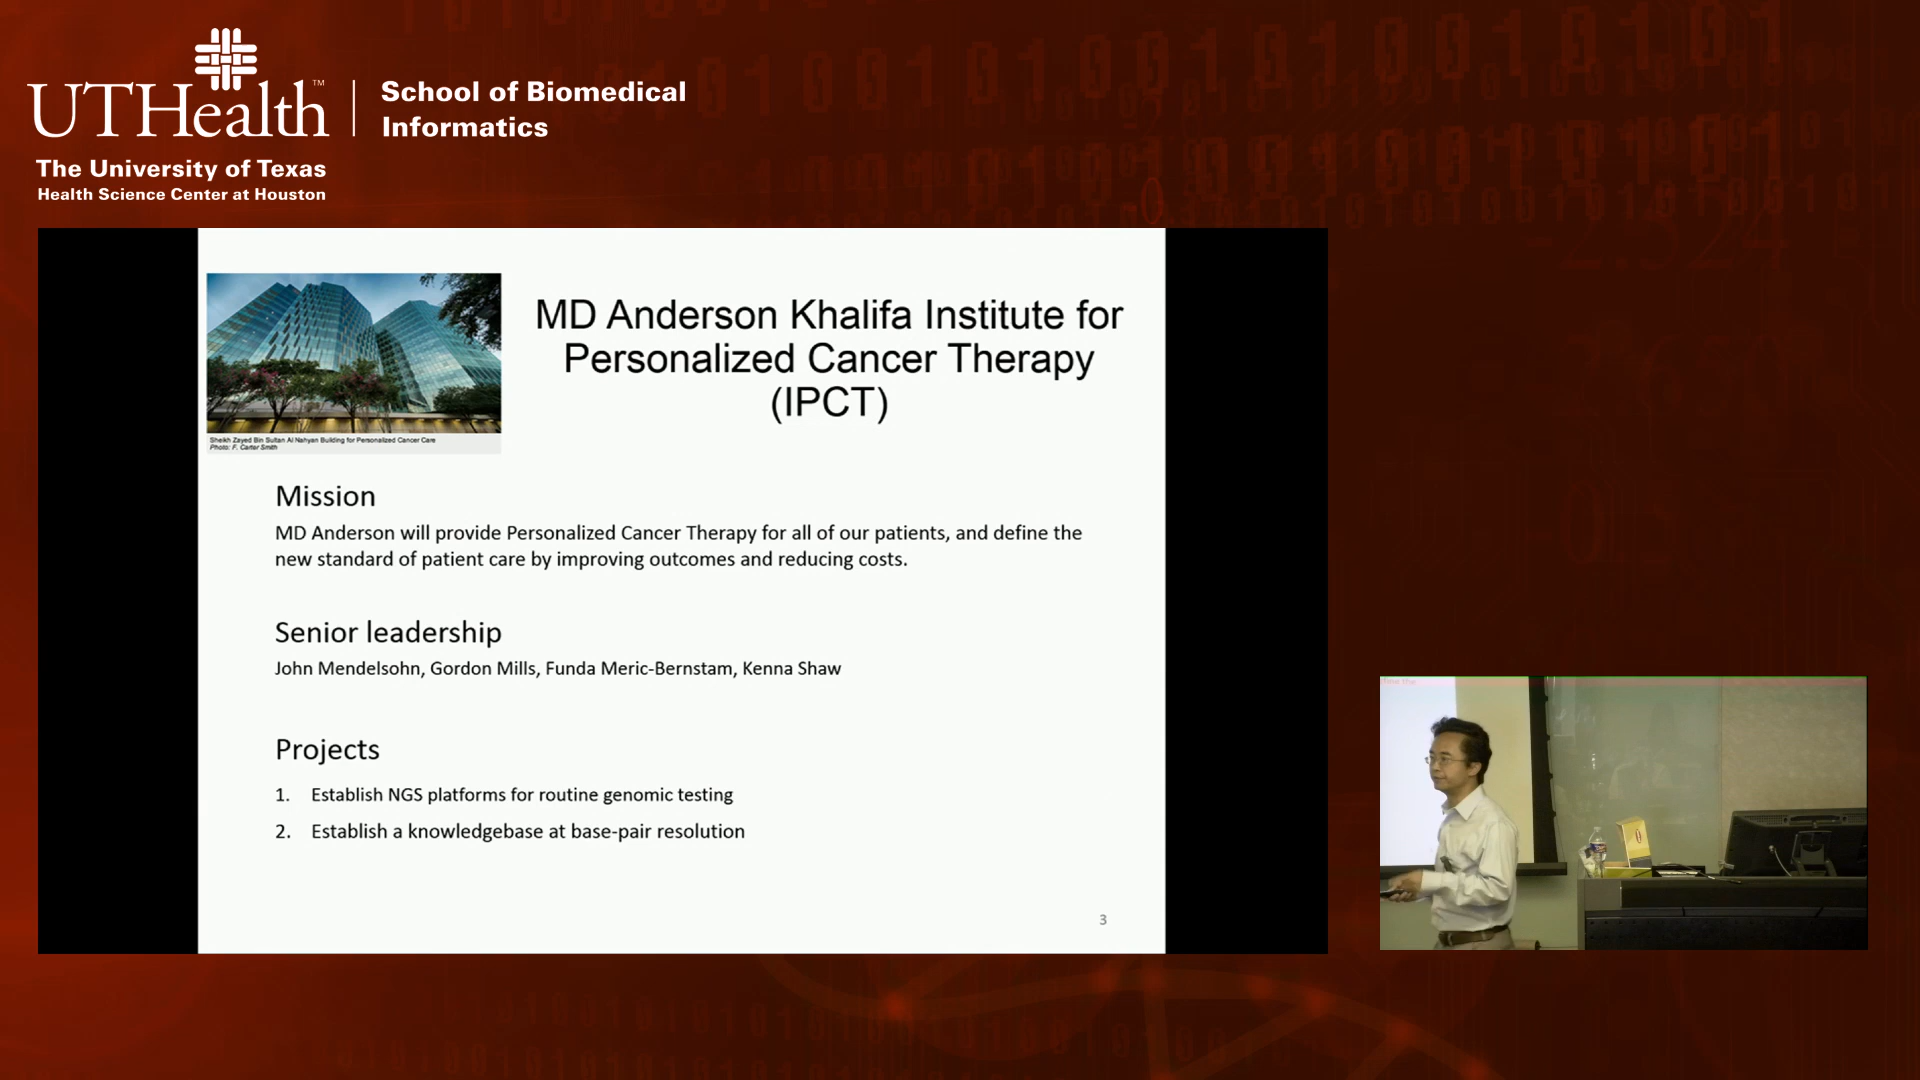 UTHealth™
School of Biomedical
Informatics
The University of Texas
Health Science Center at Houston
MD Anderson Khalifa Institute for
Personalized Cancer Therapy
(IPCT)
Sheikh Zayed Bin Sultan Al Nahyan Building for Personalized Cancer Care
Photo: F. Carter Smith
Mission
MD Anderson will provide Personalized Cancer Therapy for all of our patients, and define the
new standard of patient care by improving outcomes and reducing costs.
Senior leadership
John Mendelsohn, Gordon Mills, Funda Meric-Bernstam, Kenna Shaw
Projects
1. Establish NGS platforms for routine genomic testing
2. Establish a knowledgebase at base-pair resolution
3